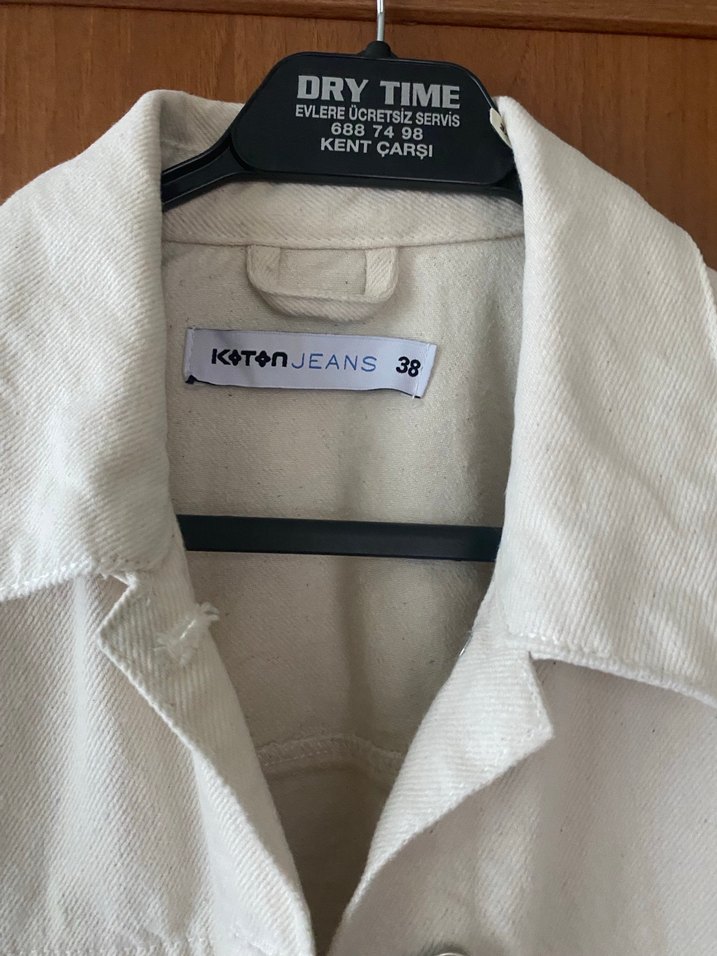 DRY TIME
EVLERE ÜCRETSİZ SERVİS
688 74 98
KENT ÇARŞI
KOTON JEANS 38